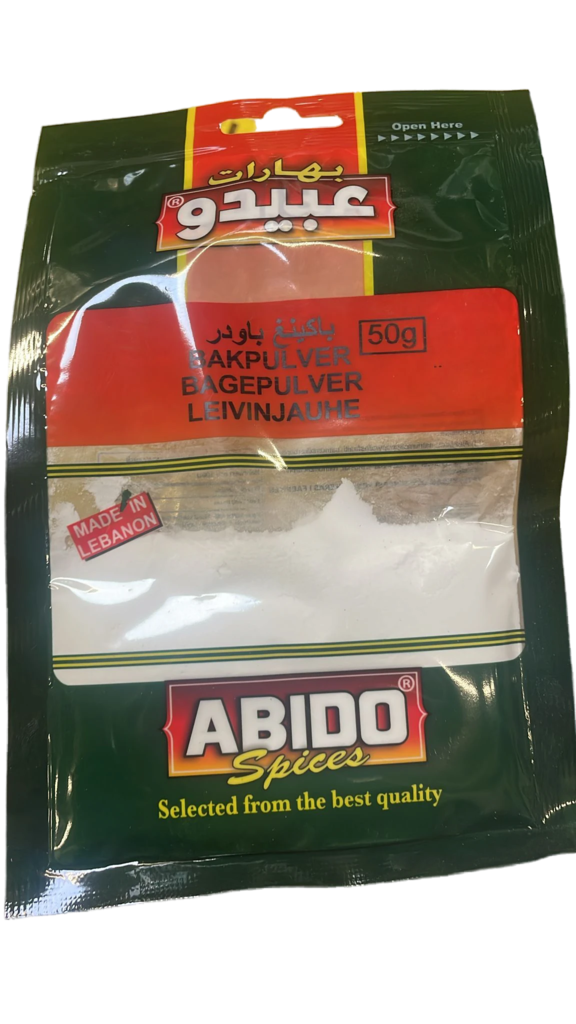 Open Here
بهارات
عبيدو®
باكينغ باودر
50g
BAKPULVER
BAGEPULVER
LEIVINJAUHE
MADE IN
LEBANON
ABIDO®
Spices
Selected from the best quality